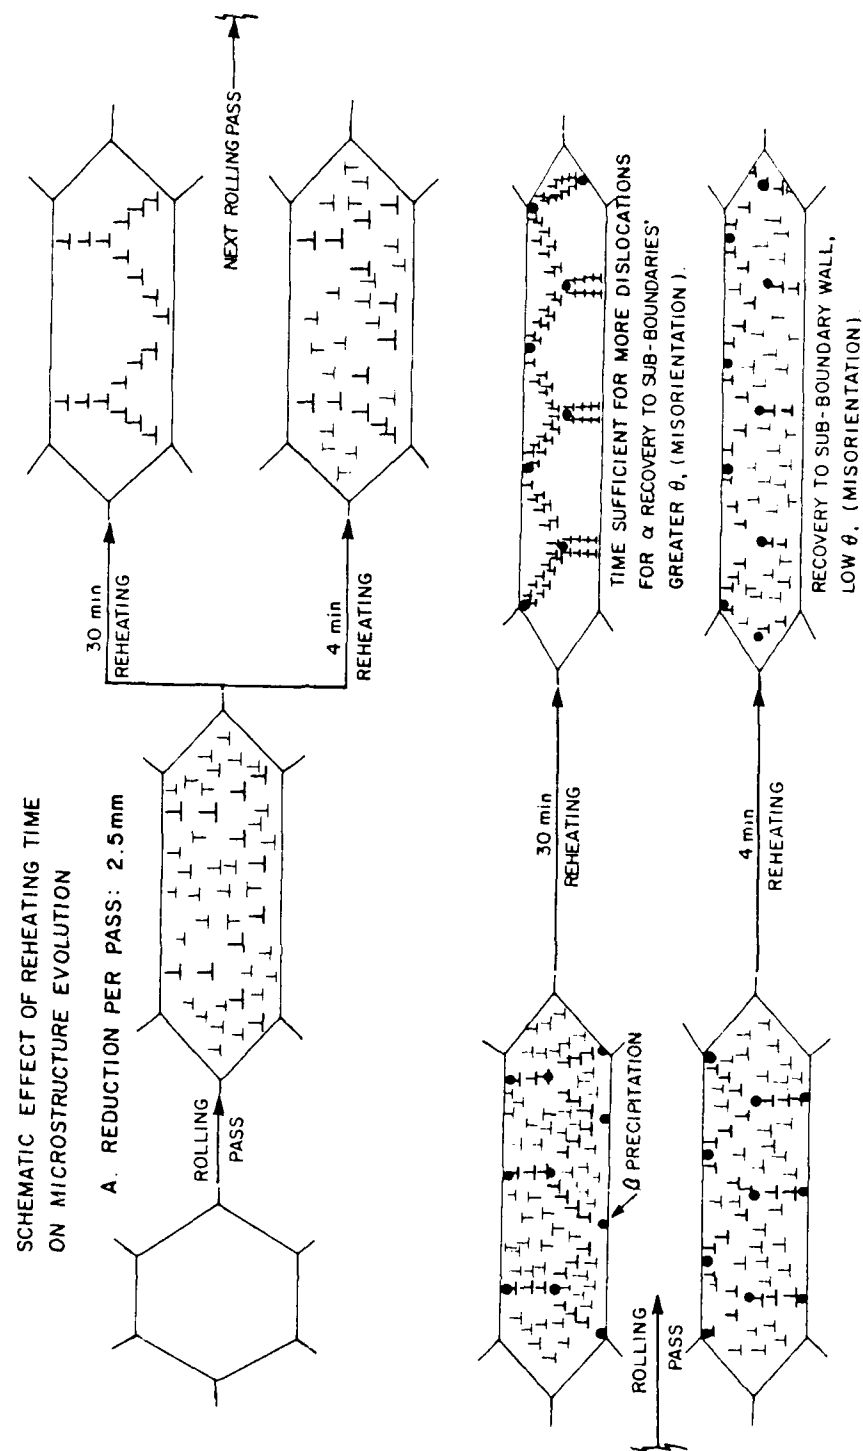 SCHEMATIC EFFECT OF REHEATING TIME
ON MICROSTRUCTURE EVOLUTION
A. REDUCTION PER PASS: 2.5mm
ROLLING
PASS
30 min
REHEATING
4 min
REHEATING
NEXT ROLLING PASS
ROLLING
PASS
β PRECIPITATION
30 min
REHEATING
4 min
REHEATING
TIME SUFFICIENT FOR MORE DISLOCATIONS
FOR α RECOVERY TO SUB-BOUNDARIES'
GREATER θ, (MISORIENTATION).
RECOVERY TO SUB-BOUNDARY WALL,
LOW θ, (MISORIENTATION).